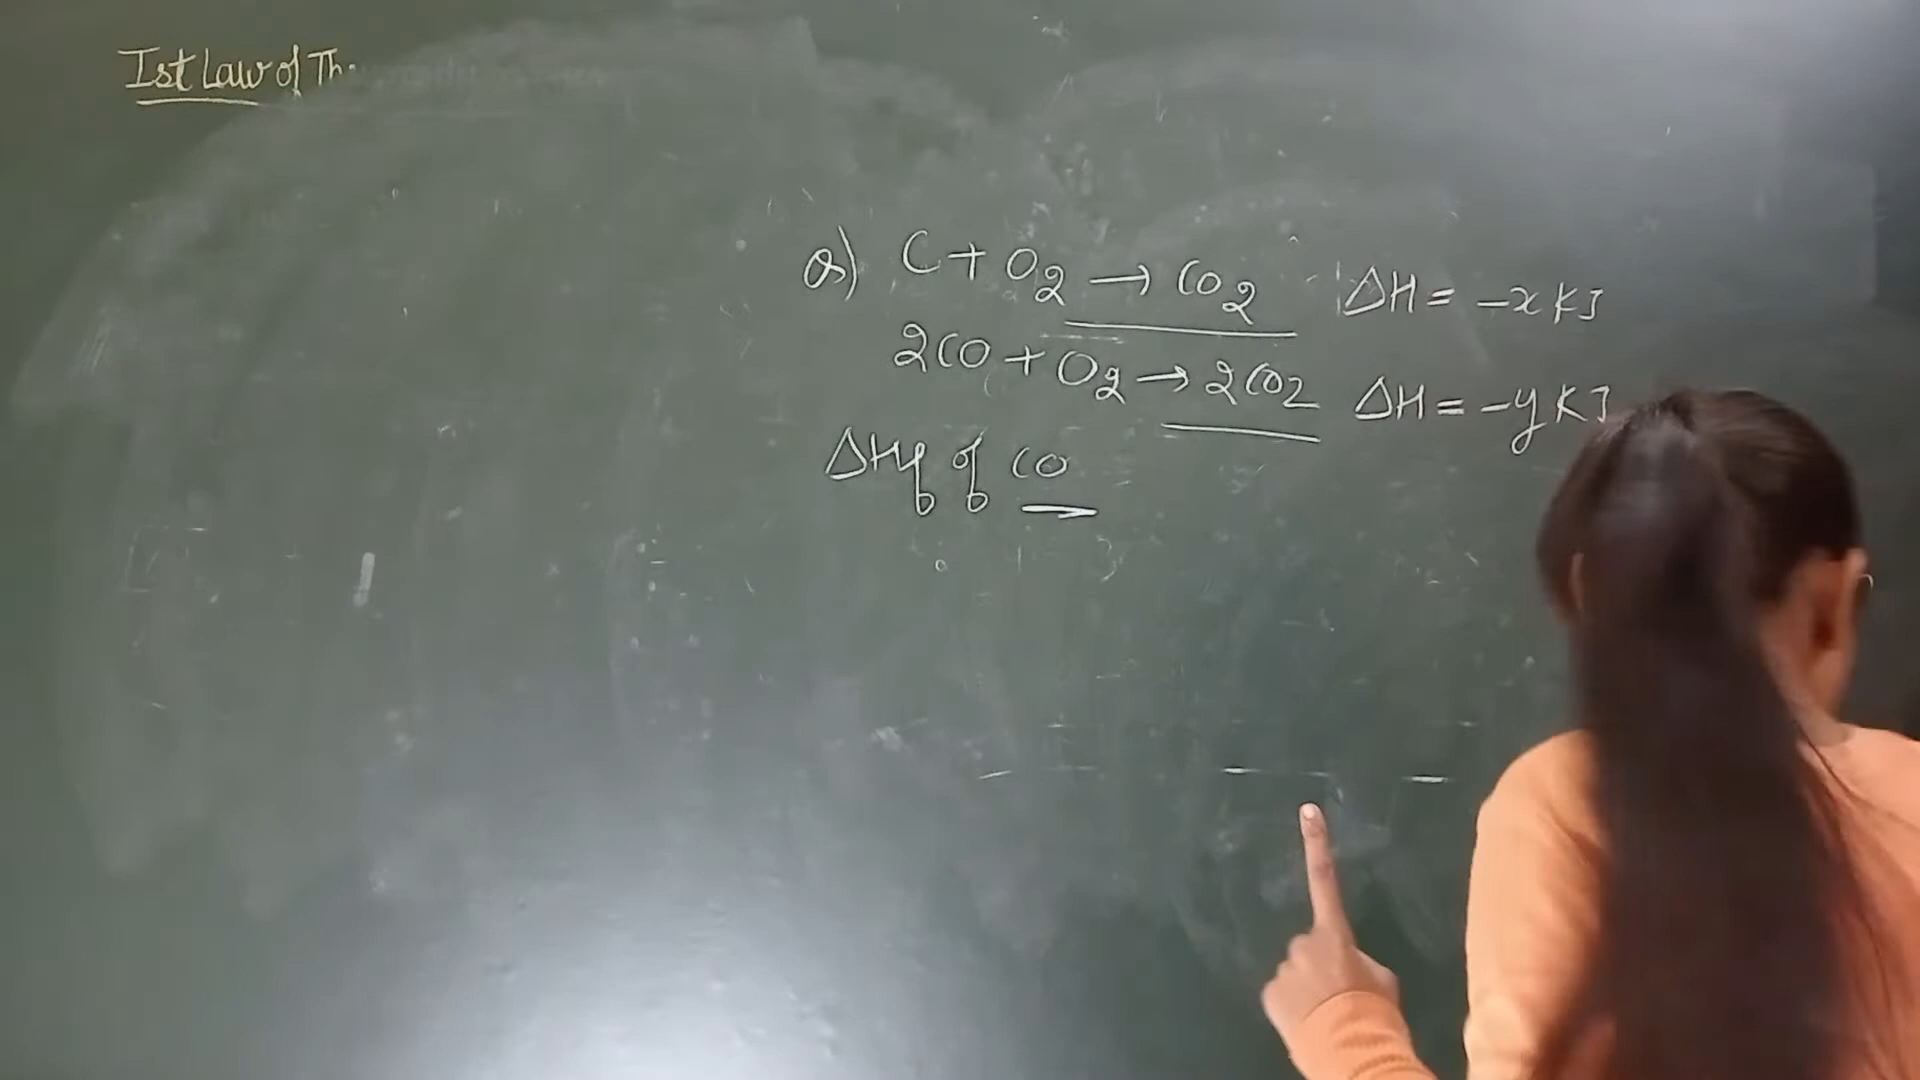 Ist Law of Th
Q) C + O₂ → CO₂ ΔH = -x KJ
2CO + O₂ → 2CO₂ ΔH = -y KJ
ΔHf of CO